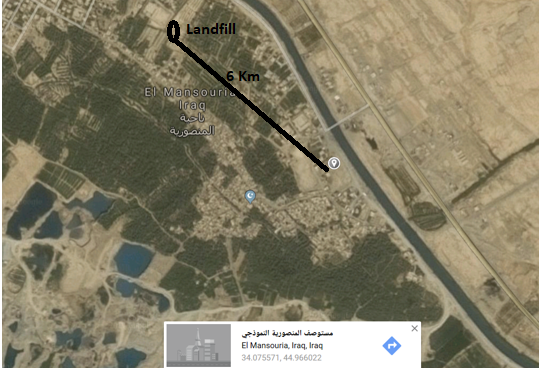 Landfill
6 Km
El Mansouria
Iraq
ناحية
المنصورية
مستوصف المنصورية النموذجي
El Mansouria, Iraq, Iraq
34.075571, 44.966022